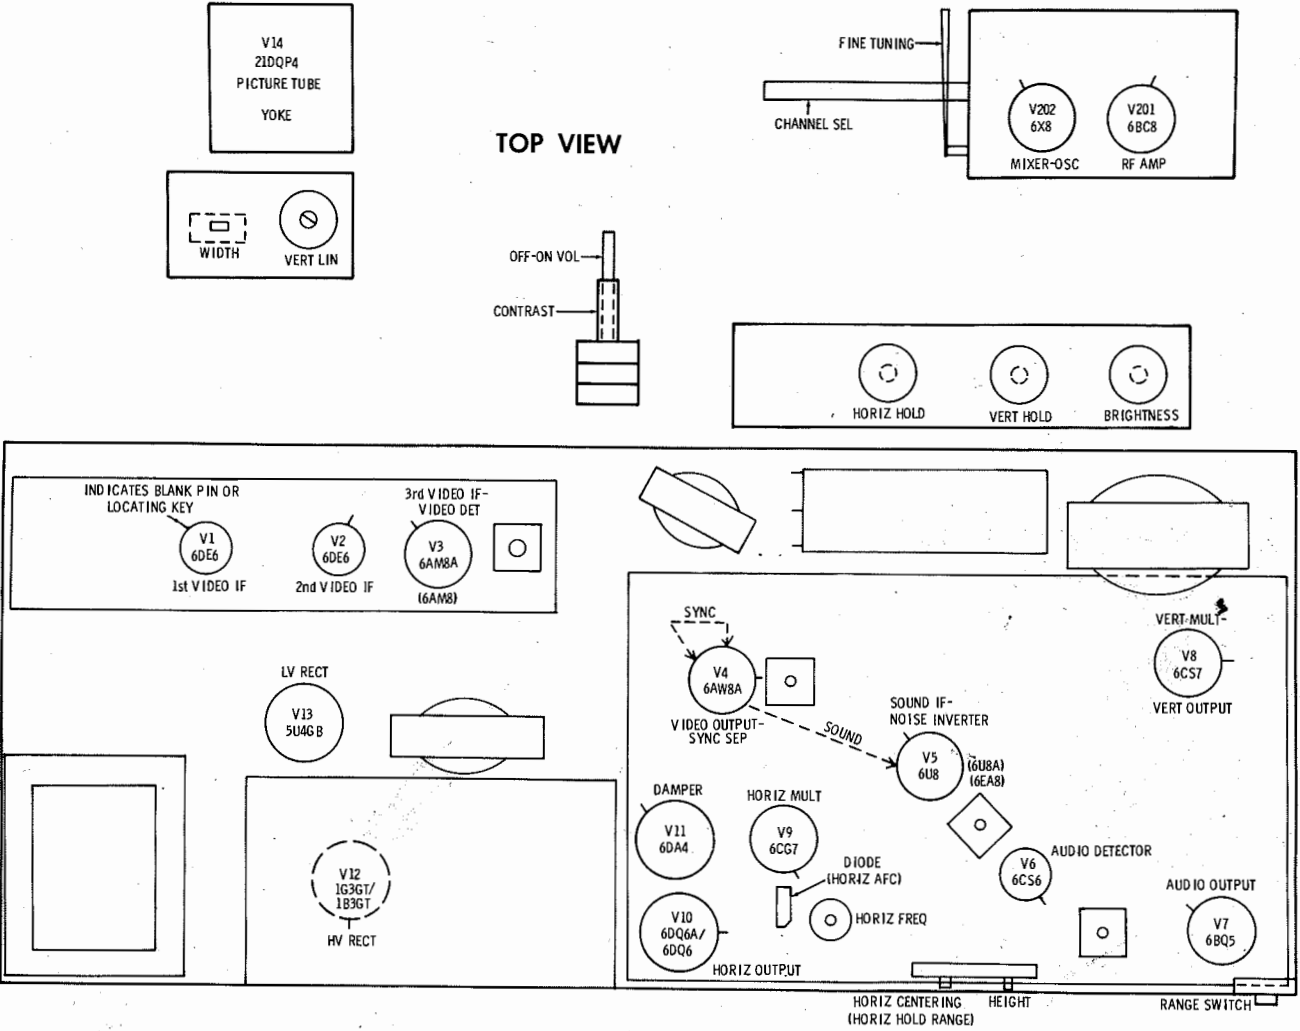 V14
21DQP4
PICTURE TUBE
YOKE
WIDTH
VERT LIN
TOP VIEW
FINE TUNING
CHANNEL SEL
V202
6X8
MIXER-OSC
V201
6BC8
RF AMP
OFF-ON VOL
CONTRAST
HORIZ HOLD
VERT HOLD
BRIGHTNESS
INDICATES BLANK PIN OR
LOCATING KEY
V1
6DE6
1st VIDEO IF
V2
6DE6
2nd VIDEO IF
3rd VIDEO IF-
VIDEO DET
V3
6AM8A
(6AM8)
LV RECT
V13
5U4GB
V12
1G3GT/
1B3GT
HV RECT
SYNC
V4
6AW8A
VIDEO OUTPUT-
SYNC SEP
SOUND
SOUND IF-
NOISE INVERTER
V5
6U8
(6U8A)
(6EA8)
VERT MULT-
V8
6CS7
VERT OUTPUT
DAMPER
V11
6DA4
HORIZ MULT
V9
6CG7
DIODE
(HORIZ AFC)
V6
6CS6
AUDIO DETECTOR
V10
6DQ6A/
6DQ6
HORIZ OUTPUT
HORIZ FREQ
AUDIO OUTPUT
V7
6BQ5
HORIZ CENTERING
(HORIZ HOLD RANGE)
HEIGHT
RANGE SWITCH